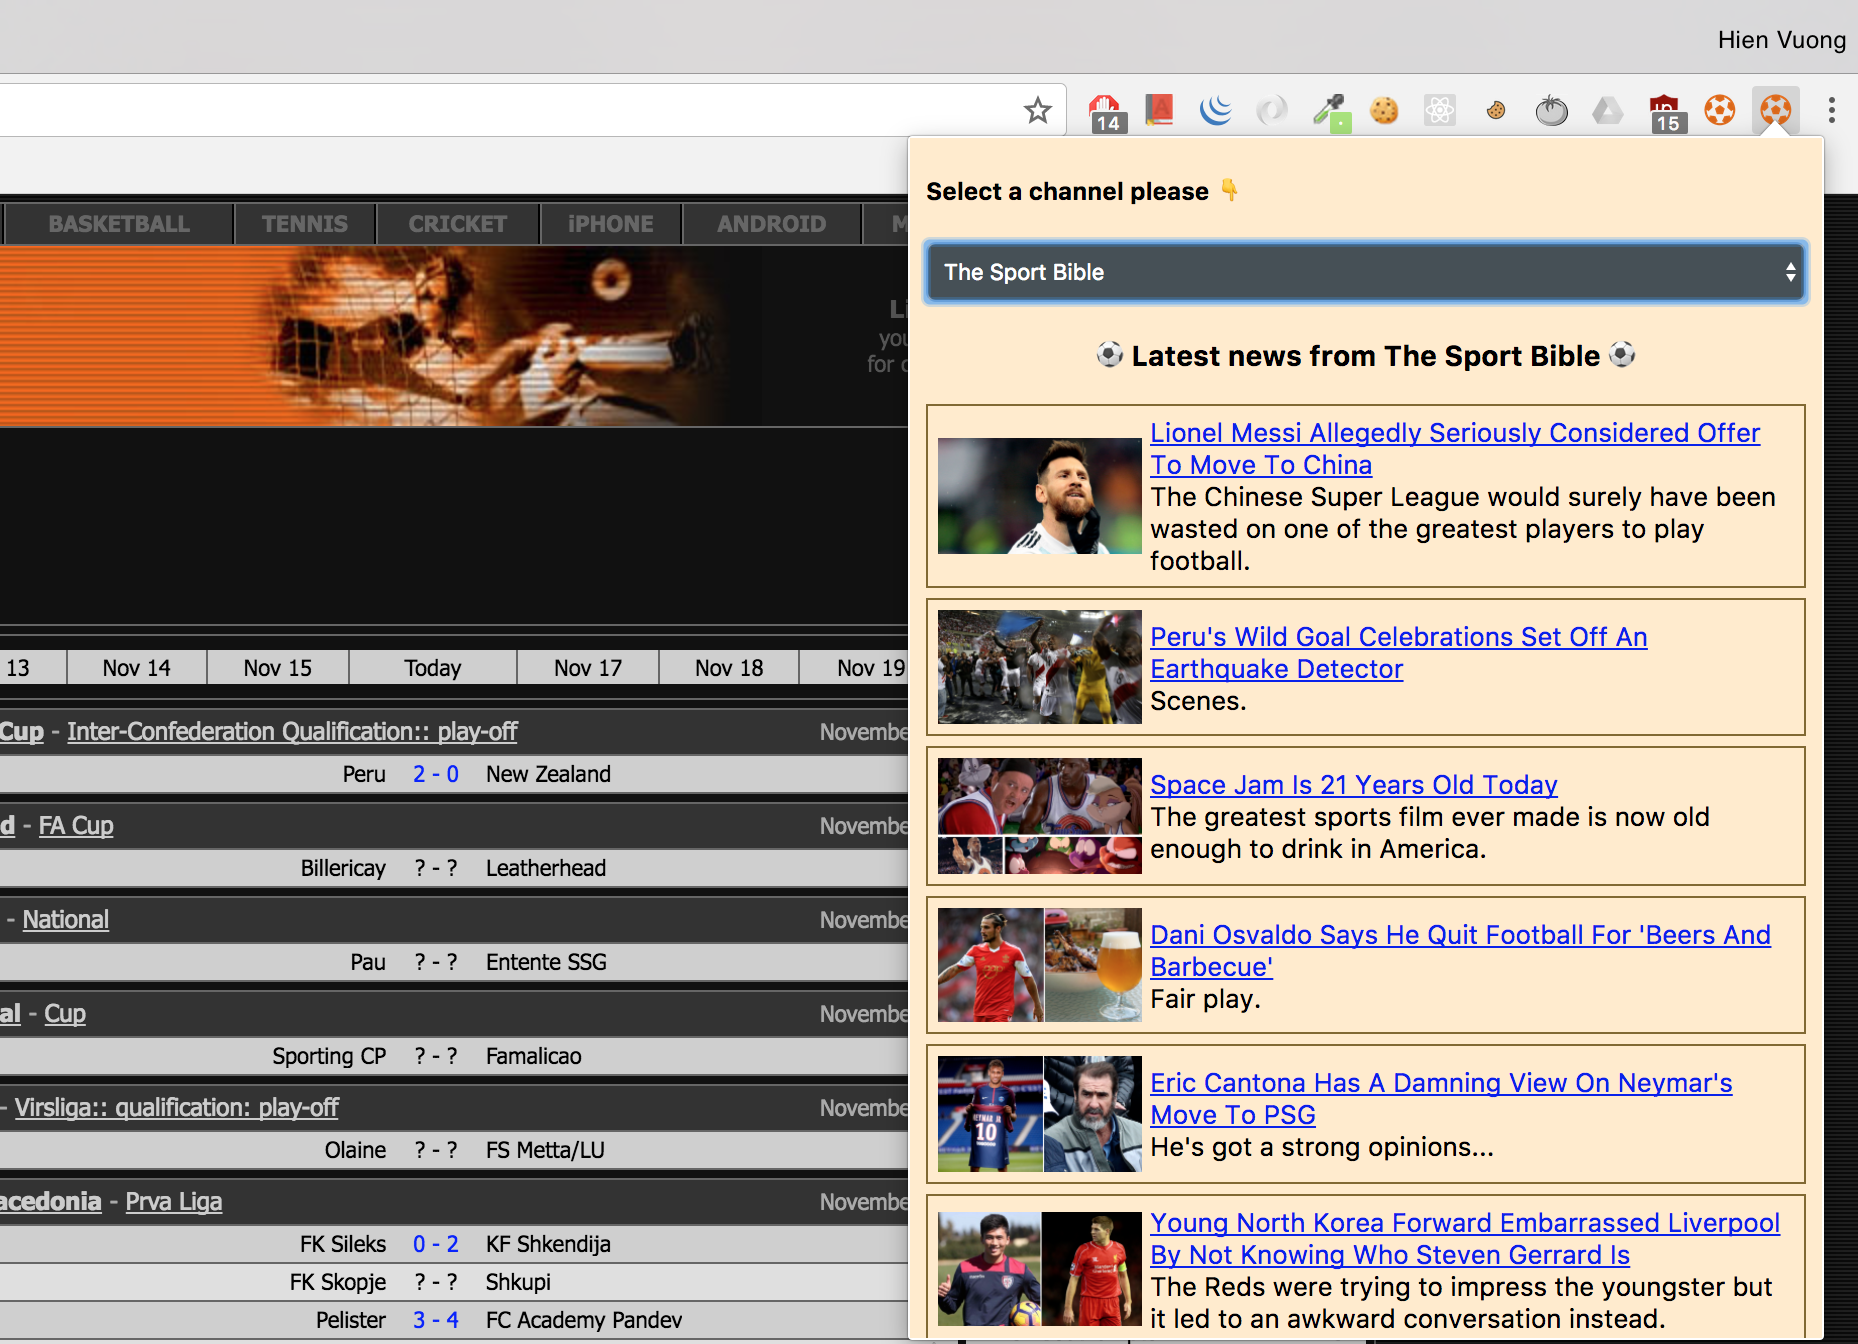 Hien Vuong
14
15
BASKETBALL
TENNIS
CRICKET
iPHONE
ANDROID
M
Li
you
for
13
Nov 14
Nov 15
Today
Nov 17
Nov 18
Nov 19
Cup - Inter-Confederation Qualification:: play-off
Novembe
Peru 2 - 0 New Zealand
d - FA Cup
Novembe
Billericay ? - ? Leatherhead
- National
Novembe
Pau ? - ? Entente SSG
al - Cup
Novembe
Sporting CP ? - ? Famalicao
- Virsliga:: qualification: play-off
Novembe
Olaine ? - ? FS Metta/LU
acedonia - Prva Liga
Novembe
FK Sileks 0 - 2 KF Shkendija
FK Skopje ? - ? Shkupi
Pelister 3 - 4 FC Academy Pandev
Select a channel please 👇
The Sport Bible
⚽ Latest news from The Sport Bible ⚽
Lionel Messi Allegedly Seriously Considered Offer
To Move To China
The Chinese Super League would surely have been
wasted on one of the greatest players to play
football.
Peru's Wild Goal Celebrations Set Off An
Earthquake Detector
Scenes.
Space Jam Is 21 Years Old Today
The greatest sports film ever made is now old
enough to drink in America.
Dani Osvaldo Says He Quit Football For 'Beers And
Barbecue'
Fair play.
Eric Cantona Has A Damning View On Neymar's
Move To PSG
He's got a strong opinions...
NEYMAR JR
10
Young North Korea Forward Embarrassed Liverpool
By Not Knowing Who Steven Gerrard Is
The Reds were trying to impress the youngster but
it led to an awkward conversation instead.